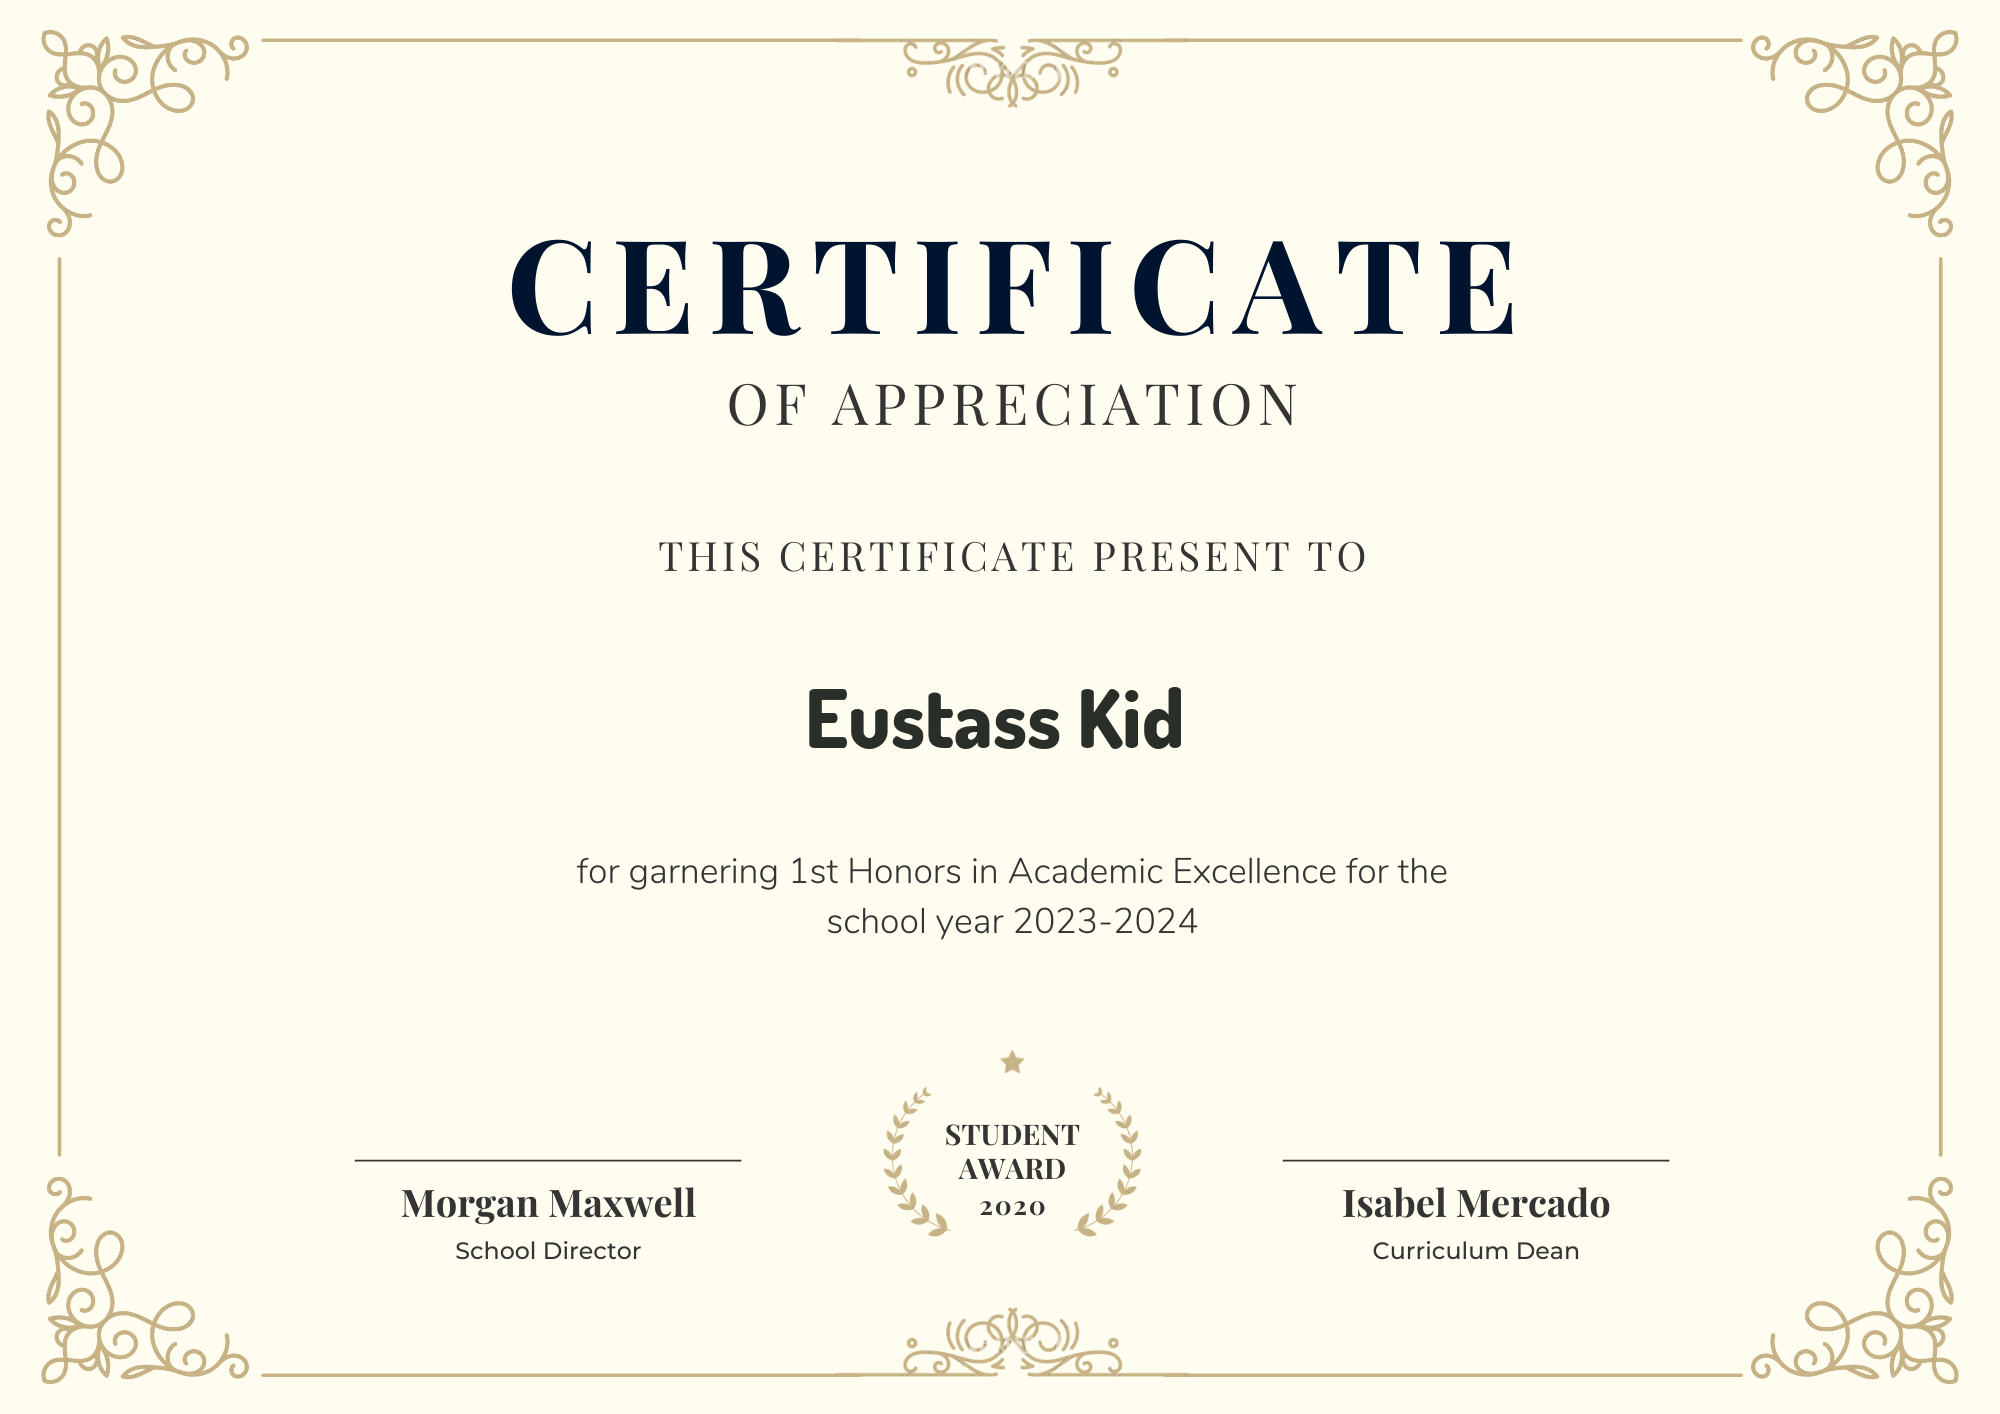 CERTIFICATE
OF APPRECIATION
THIS CERTIFICATE PRESENT TO
Eustass Kid
for garnering 1st Honors in Academic Excellence for the
school year 2023-2024
STUDENT
AWARD
2020
Morgan Maxwell
School Director
Isabel Mercado
Curriculum Dean